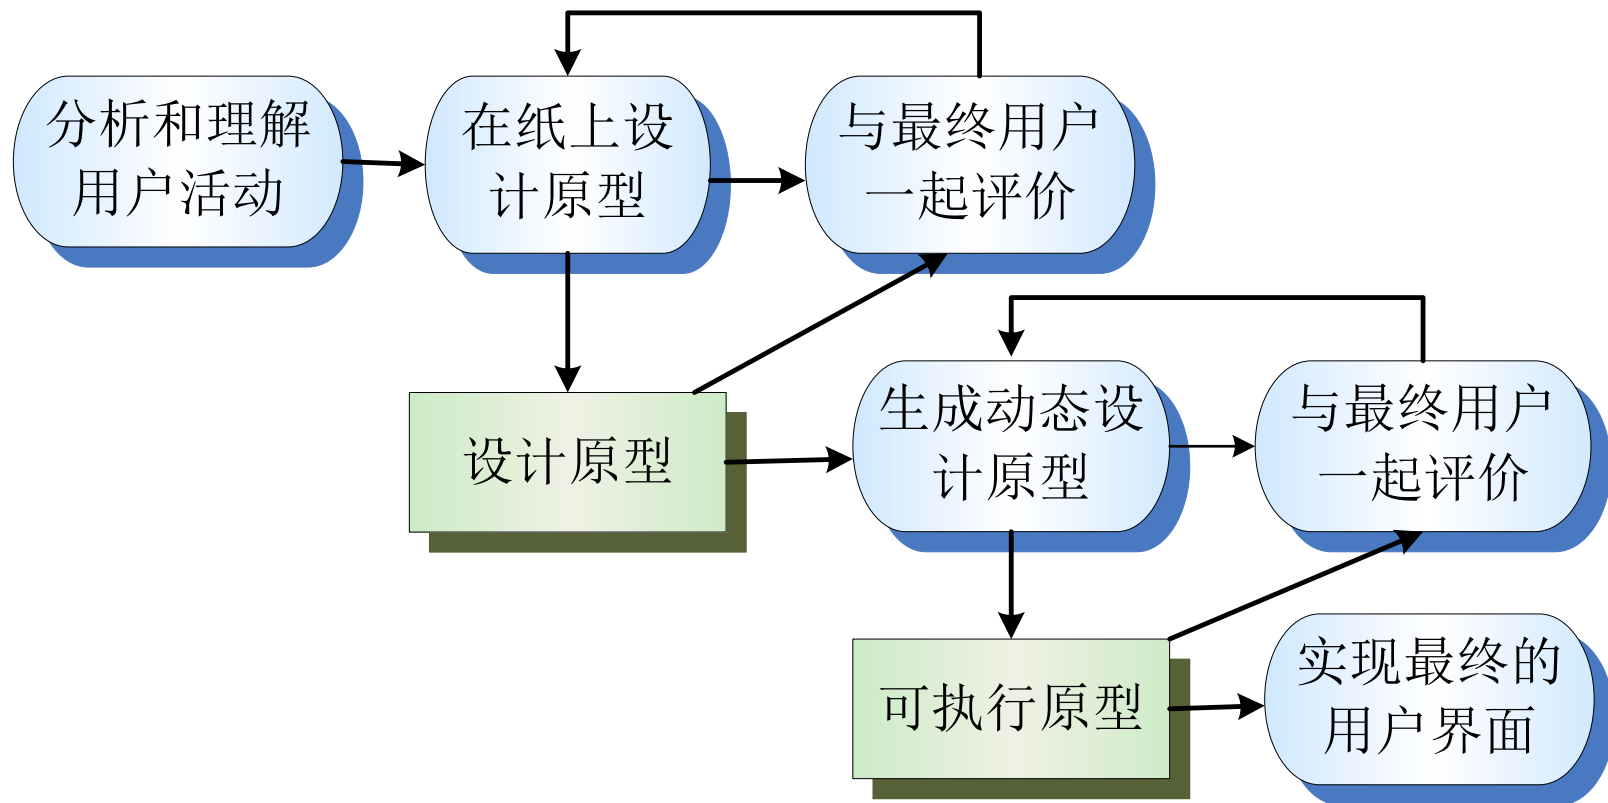 分析和理解
用户活动
在纸上设
计原型
与最终用户
一起评价
设计原型
生成动态设
计原型
与最终用户
一起评价
可执行原型
实现最终的
用户界面